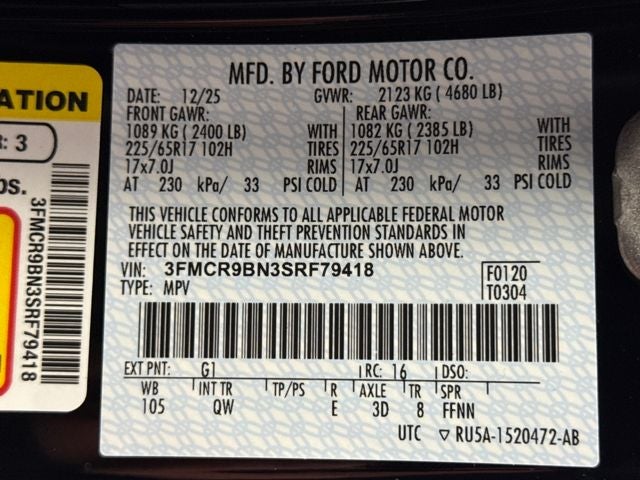 ATION
: 3
bs.
3FMCR9BN3SRF79418
MFD. BY FORD MOTOR CO.
DATE: 12/25 GVWR: 2123 KG ( 4680 LB)
FRONT GAWR: REAR GAWR:
1089 KG ( 2400 LB) WITH 1082 KG ( 2385 LB) WITH
225/65R17 102H TIRES 225/65R17 102H TIRES
17x7.0J RIMS 17x7.0J RIMS
AT 230 kPa/ 33 PSI COLD AT 230 kPa/ 33 PSI COLD
THIS VEHICLE CONFORMS TO ALL APPLICABLE FEDERAL MOTOR
VEHICLE SAFETY AND THEFT PREVENTION STANDARDS IN
EFFECT ON THE DATE OF MANUFACTURE SHOWN ABOVE.
VIN: 3FMCR9BN3SRF79418 F0120
TYPE: MPV T0304
EXT PNT: G1 RC: 16 DSO:
WB INT TR TP/PS R AXLE TR SPR
105 QW E 3D 8 FFNN
UTC ▽ RU5A-1520472-AB